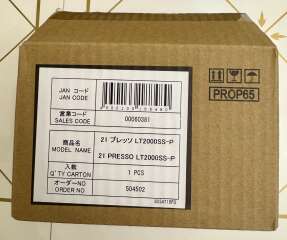 JAN コード
JAN CODE
営業コード
SALES CODE
00060381
商品名
MODEL NAME
21 プレッソ LT2000SS-P
21 PRESSO LT2000SS-P
入数
Q'TY CARTON
1 PCS
オーダーNO
ORDER NO
504502
PROP65